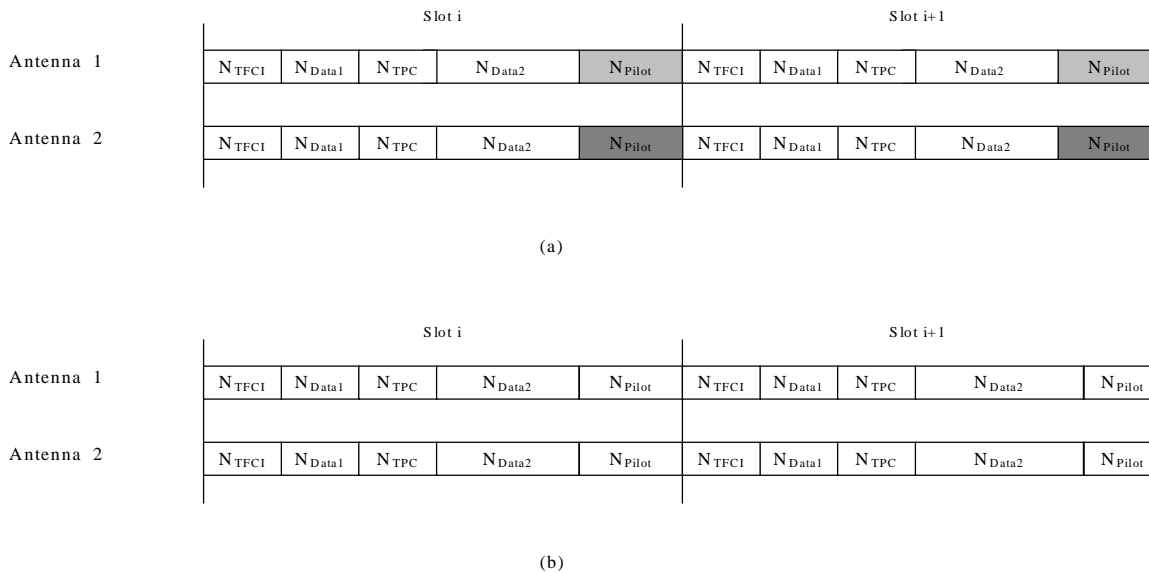 Slot i Slot i+1
Antenna 1 NTFCI NData1 NTPC NData2 NPilot NTFCI NData1 NTPC NData2 NPilot
Antenna 2 NTFCI NData1 NTPC NData2 NPilot NTFCI NData1 NTPC NData2 NPilot
(a)
Slot i Slot i+1
Antenna 1 NTFCI NData1 NTPC NData2 NPilot NTFCI NData1 NTPC NData2 NPilot
Antenna 2 NTFCI NData1 NTPC NData2 NPilot NTFCI NData1 NTPC NData2 NPilot
(b)